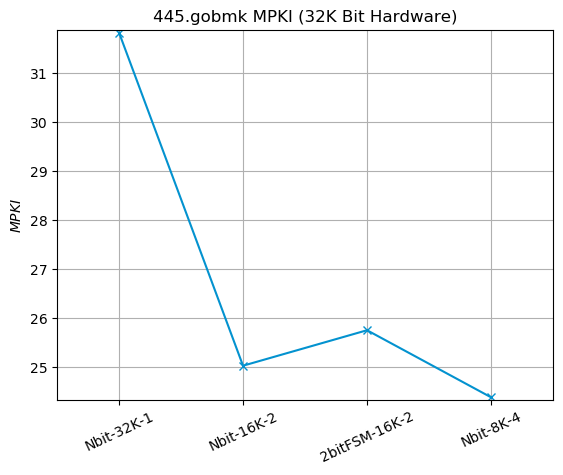 445.gobmk MPKI (32K Bit Hardware)
31
30
29
28
27
26
25
MPKI
Nbit-32K-1
Nbit-16K-2
2bitFSM-16K-2
Nbit-8K-4